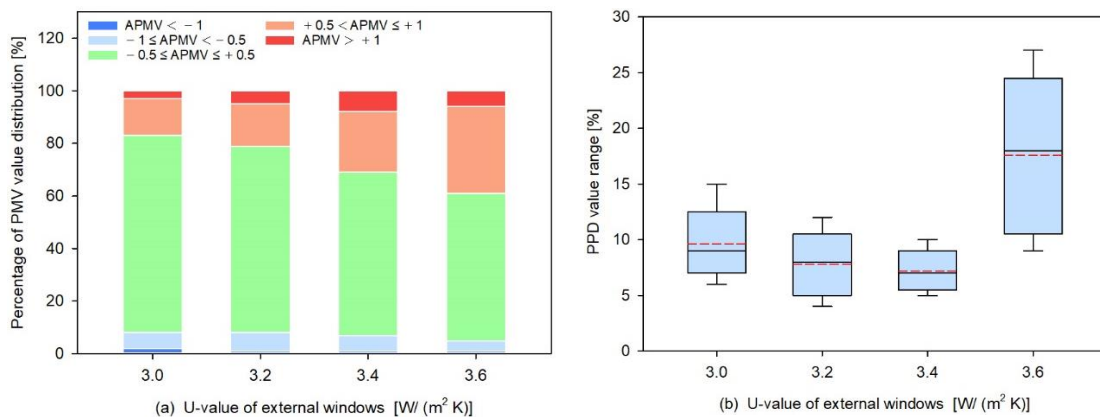 APMV < -1
-1 ≤ APMV < -0.5
-0.5 ≤ APMV ≤ +0.5
+0.5 < APMV ≤ +1
APMV > +1
Percentage of PMV value distribution [%]
120
100
80
60
40
20
0
3.0 3.2 3.4 3.6
(a) U-value of external windows [W/ (m² K)]
PPD value range [%]
30
25
20
15
10
5
0
3.0 3.2 3.4 3.6
(b) U-value of external windows [W/ (m² K)]